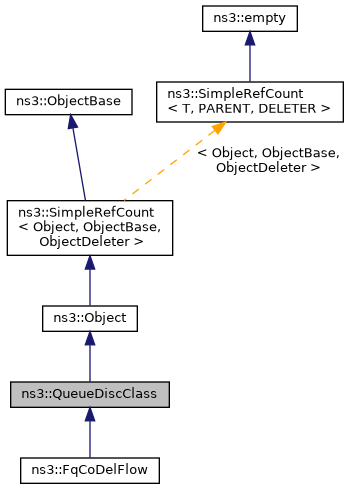 ns3::empty
ns3::SimpleRefCount
< T, PARENT, DELETER >
ns3::ObjectBase
< Object, ObjectBase,
ObjectDeleter >
ns3::SimpleRefCount
< Object, ObjectBase,
ObjectDeleter >
ns3::Object
ns3::QueueDiscClass
ns3::FqCoDelFlow